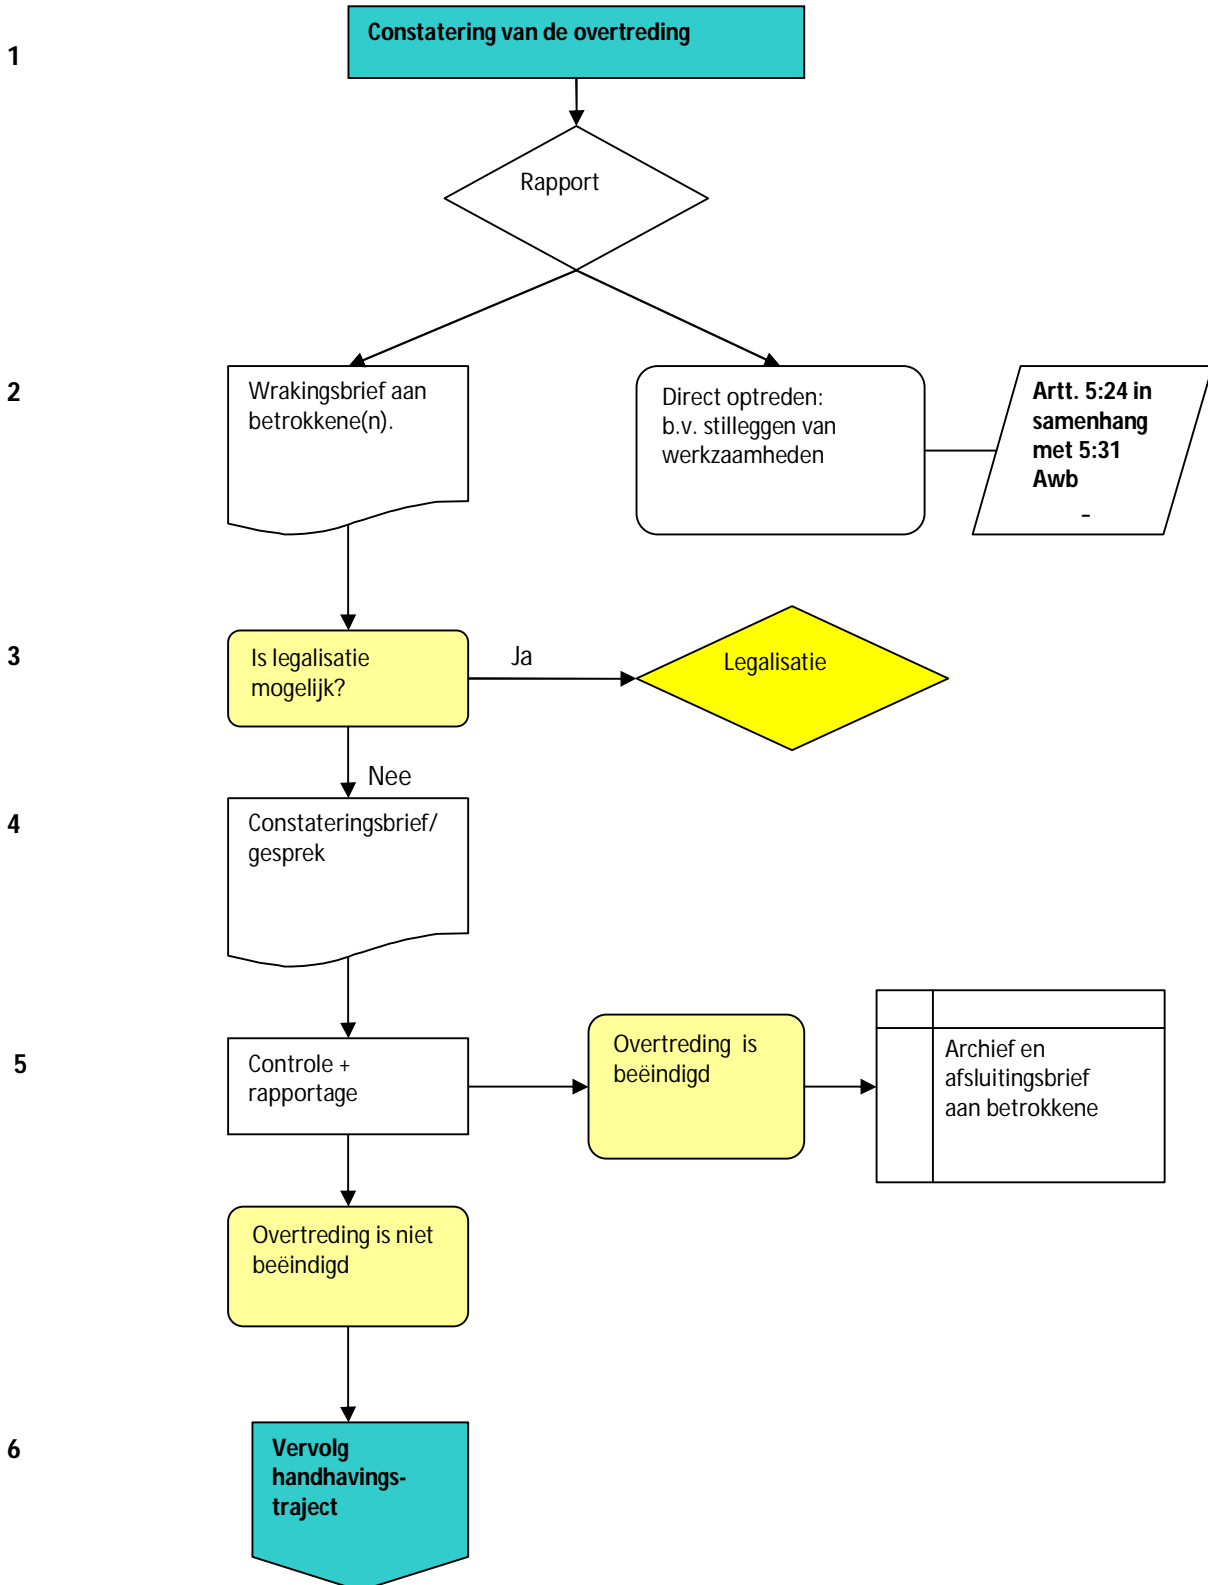 1
Constatering van de overtreding
Rapport
2
Wrakingsbrief aan
betrokkene(n).
Direct optreden:
b.v. stilleggen van
werkzaamheden
Artt. 5:24 in
samenhang
met 5:31
Awb
-
3
Is legalisatie
mogelijk?
Ja
Legalisatie
Nee
4
Constateringsbrief/
gesprek
5
Controle +
rapportage
Overtreding is
beëindigd
Archief en
afsluitingsbrief
aan betrokkene
Overtreding is niet
beëindigd
6
Vervolg
handhavings-
traject